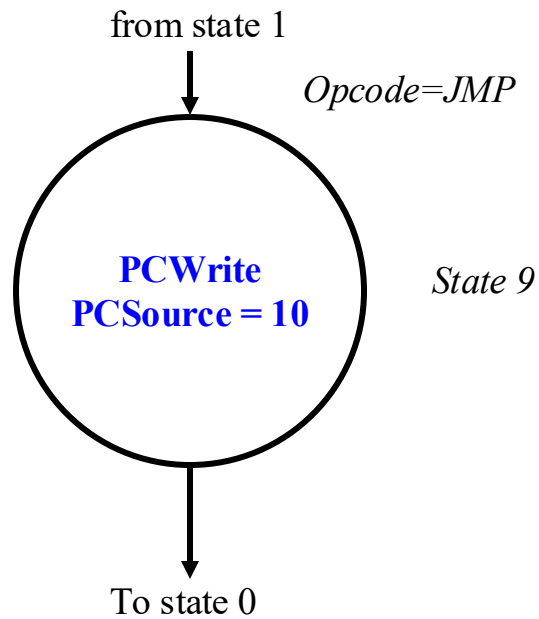 from state 1
Opcode=JMP
PCWrite
PCSource = 10
State 9
To state 0